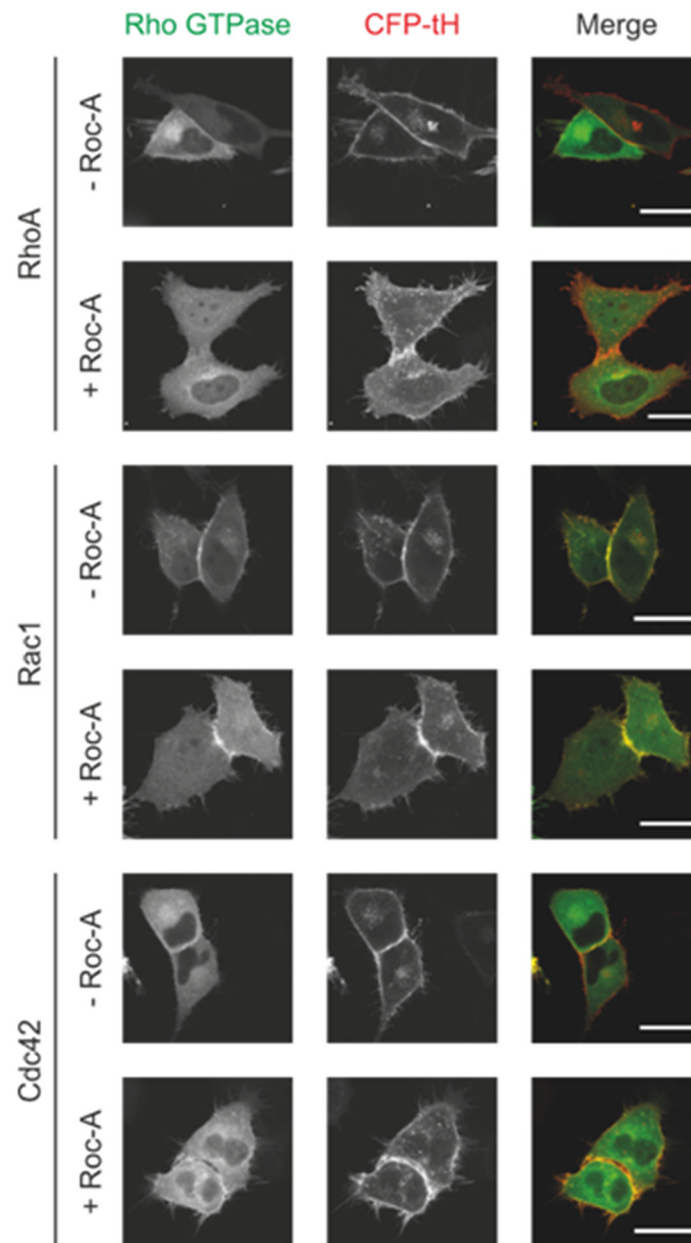 Rho GTPase CFP-tH Merge
RhoA
- Roc-A
+ Roc-A
Rac1
- Roc-A
+ Roc-A
Cdc42
- Roc-A
+ Roc-A